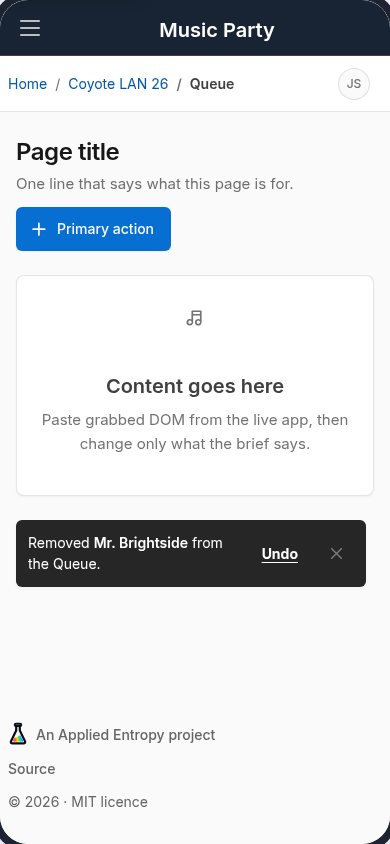 Music Party
Home / Coyote LAN 26 / Queue
JS
Page title
One line that says what this page is for.
Primary action
Content goes here
Paste grabbed DOM from the live app, then
change only what the brief says.
Removed Mr. Brightside from
the Queue.
Undo
An Applied Entropy project
Source
© 2026 · MIT licence